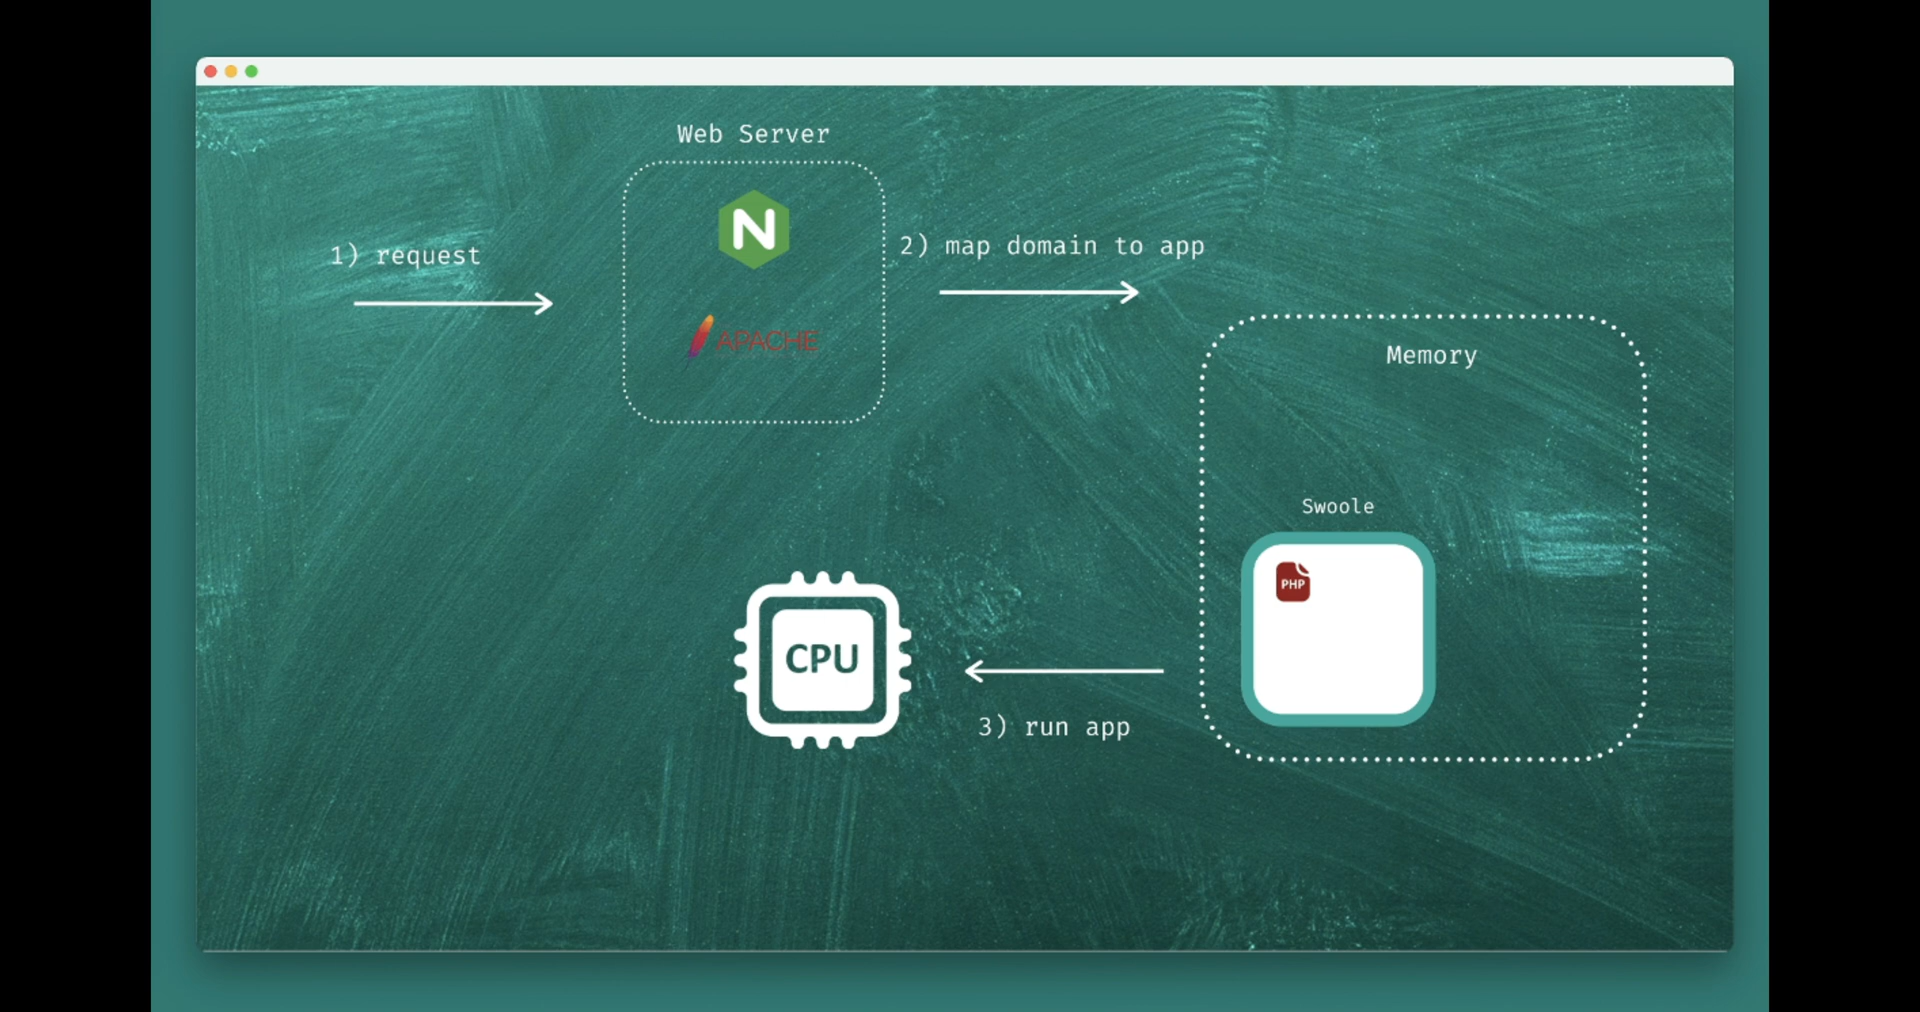 Web Server
N
1) request
2) map domain to app
APACHE
Memory
Swoole
PHP
CPU
3) run app